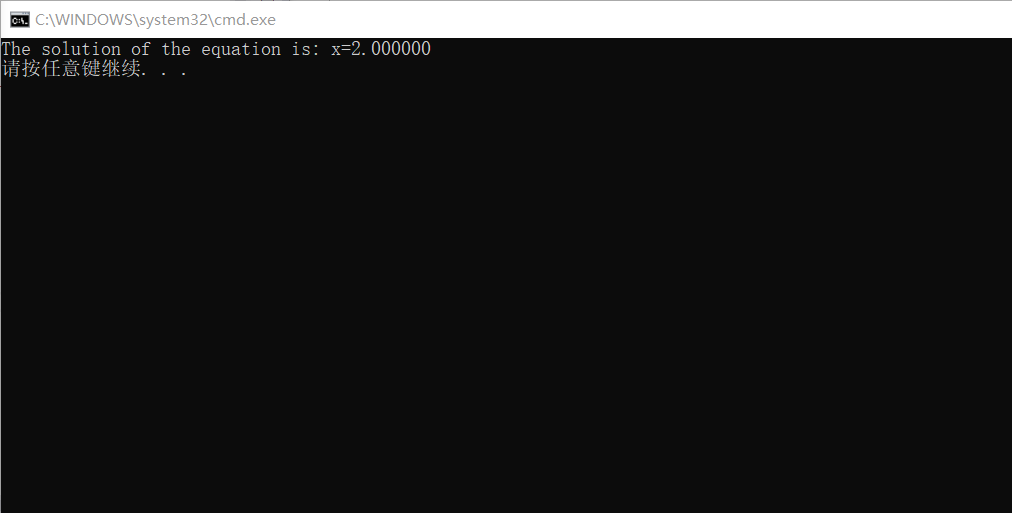 C:\WINDOWS\system32\cmd.exe
The solution of the equation is: x=2.000000
请按任意键继续. . .